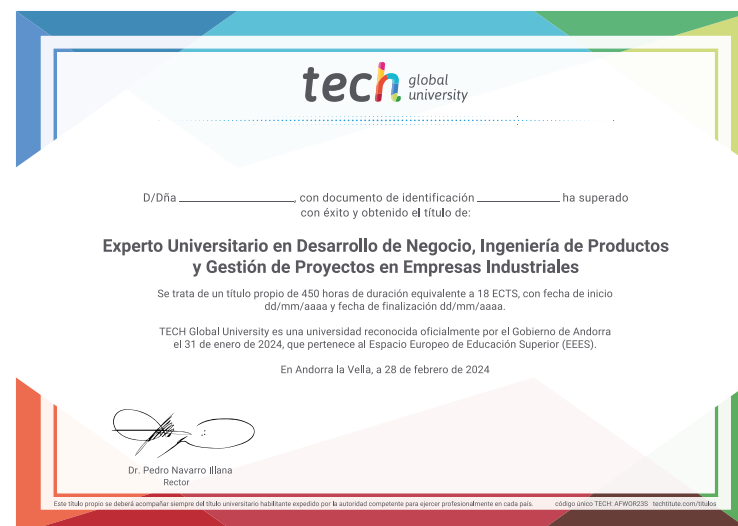 tech global university
D/Dña ____________________, con documento de identificación ______________ ha superado
con éxito y obtenido el título de:
Experto Universitario en Desarrollo de Negocio, Ingeniería de Productos
y Gestión de Proyectos en Empresas Industriales
Se trata de un título propio de 450 horas de duración equivalente a 18 ECTS, con fecha de inicio
dd/mm/aaaa y fecha de finalización dd/mm/aaaa.
TECH Global University es una universidad reconocida oficialmente por el Gobierno de Andorra
el 31 de enero de 2024, que pertenece al Espacio Europeo de Educación Superior (EEES).
En Andorra la Vella, a 28 de febrero de 2024
Dr. Pedro Navarro Illana
Rector
Este título propio se deberá acompañar siempre del título universitario habilitante expedido por la autoridad competente para ejercer profesionalmente en cada país. código único TECH: AFWOR23S techtitute.com/titulos